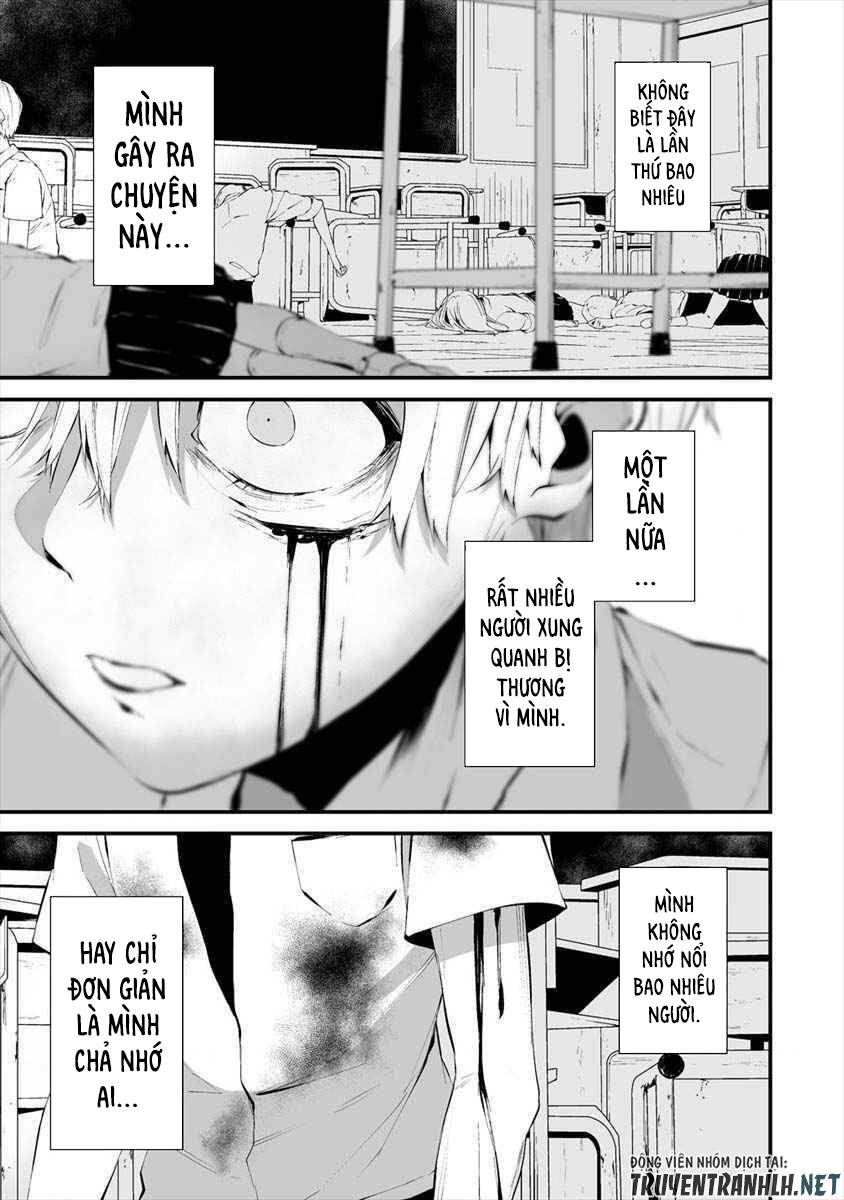 KHÔNG
BIẾT ĐÂY
LÀ LẦN
THỨ BAO
NHIÊU
MÌNH
GÂY RA
CHUYỆN
NÀY...
MỘT
LẦN
NỮA
...
RẤT NHIỀU
NGƯỜI XUNG
QUANH BỊ
THƯƠNG
VÌ MÌNH.
MÌNH
KHÔNG
NHỚ NỔI
BAO NHIÊU
NGƯỜI.
HAY CHỈ
ĐƠN GIẢN
LÀ MÌNH
CHẢ NHỚ
AI...
ĐỘNG VIÊN NHÓM DỊCH TẠI:
TRUYENTRANHLH.NET